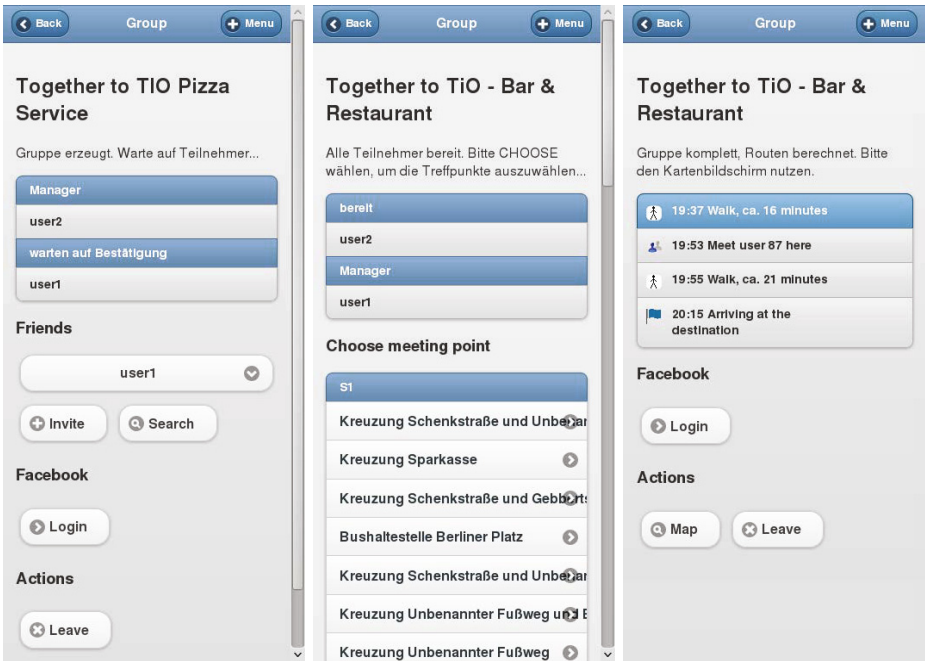 Back Group Menu
Together to TIO Pizza
Service
Gruppe erzeugt. Warte auf Teilnehmer...
Manager
user2
warten auf Bestätigung
user1
Friends
user1
Invite Search
Facebook
Login
Actions
Leave
Back Group Menu
Together to TiO - Bar &
Restaurant
Alle Teilnehmer bereit. Bitte CHOOSE
wählen, um die Treffpunkte auszuwählen...
bereit
user2
Manager
user1
Choose meeting point
S1
Kreuzung Schenkstraße und
Kreuzung Sparkasse
Kreuzung Schenkstraße und
Bushaltestelle Berliner Platz
Kreuzung Schenkstraße und
Kreuzung Unbenannter Fußweg und
Kreuzung Unbenannter Fußweg
Back Group Menu
Together to TiO - Bar &
Restaurant
Gruppe komplett, Routen berechnet. Bitte
den Kartenbildschirm nutzen.
19:37 Walk, ca. 16 minutes
19:53 Meet user 87 here
19:55 Walk, ca. 21 minutes
20:15 Arriving at the
destination
Facebook
Login
Actions
Map Leave